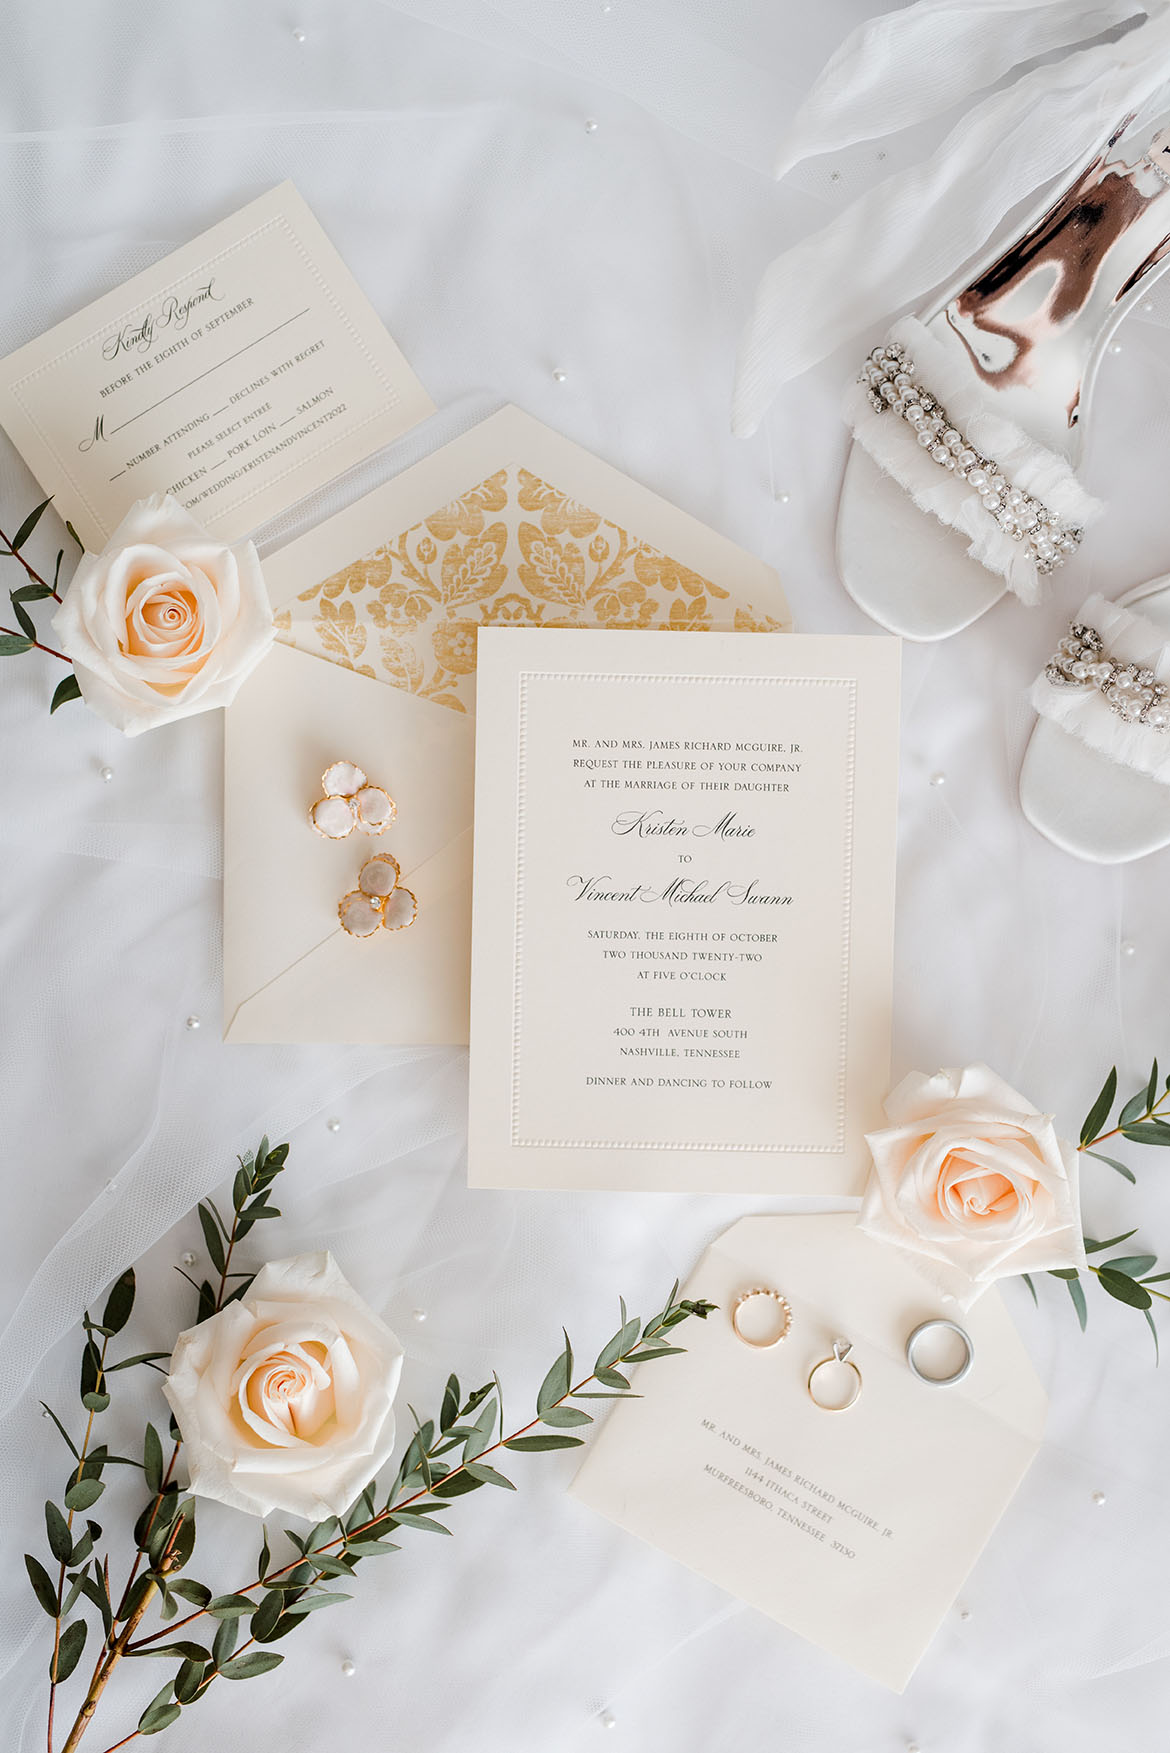 Kindly Respond
BEFORE THE EIGHTH OF SEPTEMBER
M
NUMBER ATTENDING DECLINES WITH REGRET
PLEASE SELECT ENTRÉE
CHICKEN PORK LOIN SALMON
.COM/WEDDING/KRISTENANDVINCENT2022
MR. AND MRS. JAMES RICHARD MCGUIRE, JR.
REQUEST THE PLEASURE OF YOUR COMPANY
AT THE MARRIAGE OF THEIR DAUGHTER
Kristen Marie
TO
Vincent Michael Swann
SATURDAY, THE EIGHTH OF OCTOBER
TWO THOUSAND TWENTY-TWO
AT FIVE O'CLOCK
THE BELL TOWER
400 4TH AVENUE SOUTH
NASHVILLE, TENNESSEE
DINNER AND DANCING TO FOLLOW
MR. AND MRS. JAMES RICHARD MCGUIRE, JR.
1144 ITHACA STREET
MURFREESBORO, TENNESSEE 37130